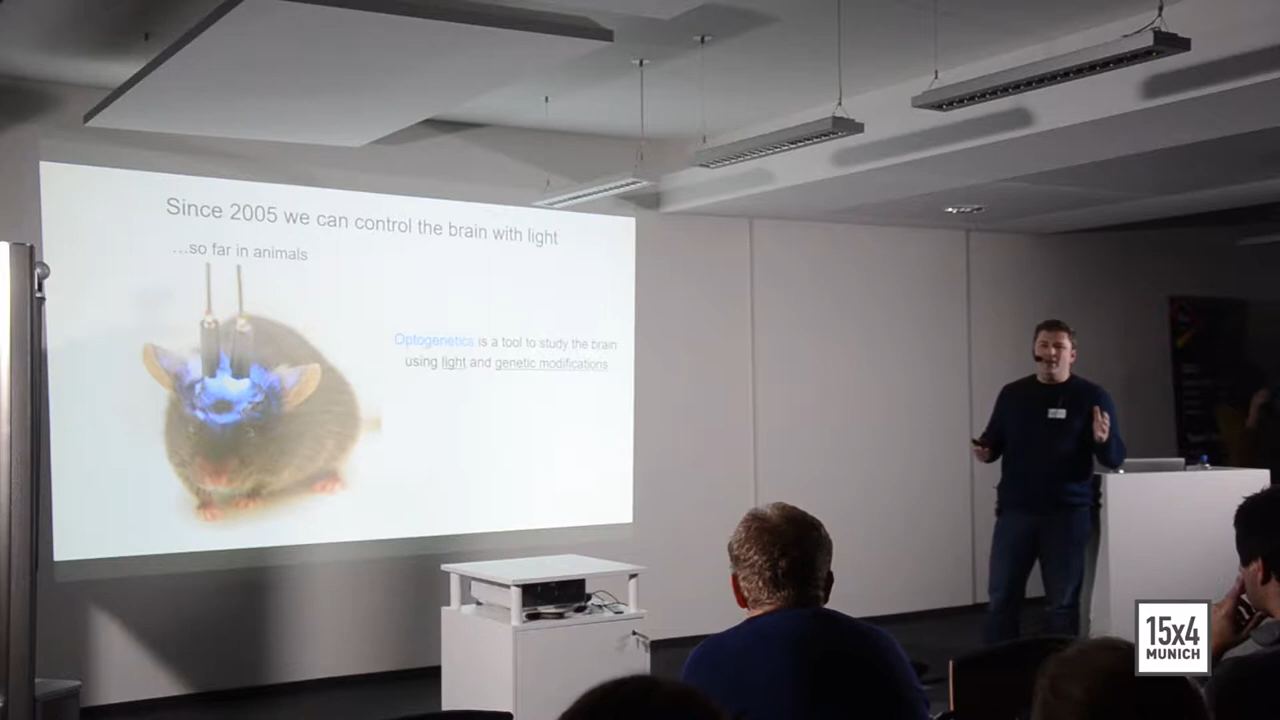 Since 2005 we can control the brain with light
...so far in animals
Optogenetics is a tool to study the brain
using light and genetic modifications
15x4
MUNICH